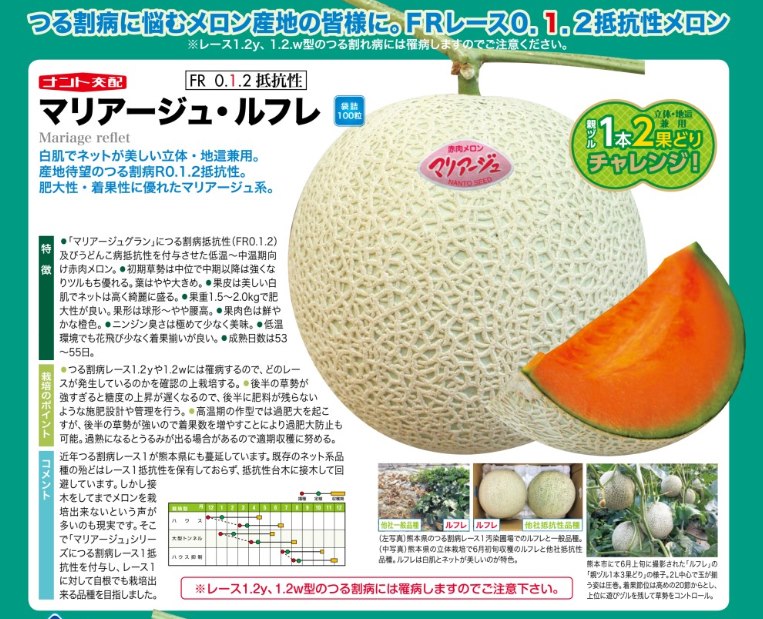 つる割病に悩むメロン産地の皆様に。FRレース0.1.2抵抗性メロン
※レース1.2y、1.2.w型のつる割れ病には罹病しますのでご注意ください。
ナント交配
FR 0.1.2 抵抗性
マリアージュ・ルフレ
袋詰
100粒
Mariage reflet
白肌でネットが美しい立体・地這兼用。
産地待望のつる割病R0.1.2抵抗性。
肥大性・着果性に優れたマリアージュ系。
赤肉メロン
マリアージュ
NANTO SEED
立体・地這
兼用
親ヅル1本2果どり
チャレンジ!
特徴
●「マリアージュグラン」につる割病抵抗性(FR0.1.2)
及びうどんこ病抵抗性を付与させた低温〜中温期向
け赤肉メロン。●初期草勢は中位で中期以降は強くな
りツルもち優れる。葉はやや大きめ。●果皮は美しい白
肌でネットは高く綺麗に盛る。●果重1.5〜2.0kgで肥
大性が良い。果形は球形〜やや腰高。●果肉色は鮮や
かな橙色。●ニンジン臭さは極めて少なく美味。●低温
環境でも花飛び少なく着果揃いが良い。●成熟日数は53
〜55日。
栽培のポイント
●つる割病レース1.2yや1.2wには罹病するので、どのレー
スが発生しているのかを確認の上栽培する。●後半の草勢が
強すぎると糖度の上昇が遅くなるので、後半に肥料が残らない
ような施肥設計や管理を行う。●高温期の作型では過肥大を起こ
すが、後半の草勢が強いので着果数を増やすことにより過肥大防止も
可能。過熟になるとうるみが出る場合があるので適期収穫に努める。
コメント
近年つる割病レース1が熊本県にも蔓延しています。既存のネット系品
種の殆どはレース1抵抗性を保有しておらず、抵抗性台木に接木して回
避しています。しかし接
木をしてまでメロンを栽
培出来ないという声が
多いのも現実です。そこ
で「マリアージュ」シリー
ズにつる割病レース1抵
抗性を付与し、レース1
に対して自根でも栽培出
来る品種を目指しました。
播種 定植 収穫期
栽培型 月 12 1 2 3 4 5 6 7 8 9 10 11 12
ハウス
大型トンネル
ハウス抑制
他社一般品種 ルフレ ルフレ 他社抵抗性品種
(左写真)熊本県のつる割病レース1汚染圃場でのルフレと一般品種。
(中写真)熊本県の立体栽培で6月初旬収穫のルフレと他社抵抗性
品種。ルフレは白肌とネットが美しいのが特色。
熊本市にて6月上旬に撮影された「ルフレ」の
「親ヅル1本3果どり」の様子。2L中心で玉が揃
う姿は圧巻。着果節位は高めの20節からとし、
上位に遊びヅルを残して草勢をコントロール。
※レース1.2y、1.2w型のつる割病には罹病しますのでご注意下さい。